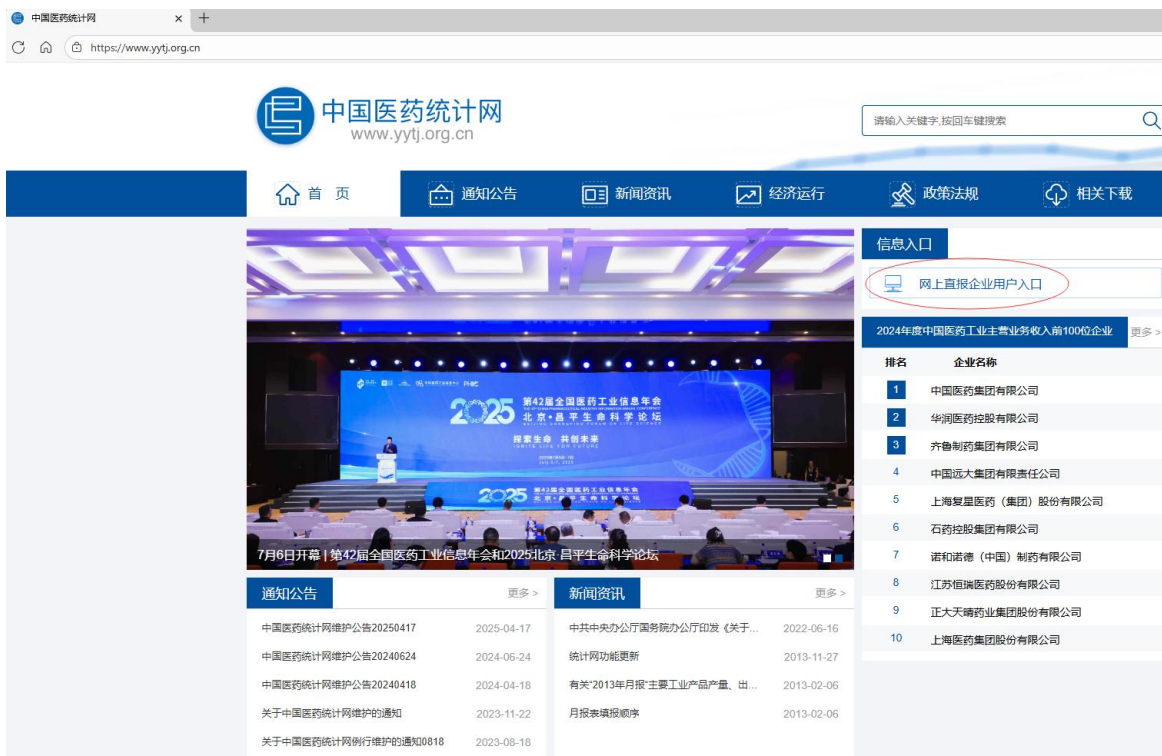 中国医药统计网
https://www.yytj.org.cn
中国医药统计网
www.yytj.org.cn
请输入关键字,按回车键搜索
首 页
通知公告
新闻资讯
经济运行
政策法规
相关下载
2025
第42届全国医药工业信息年会
北京·昌平生命科学论坛
探索生命 共创未来
IGNITE LIFE FOR FUTURE
2025
第42届全国医药工业信息年会
7月6日开幕 | 第42届全国医药工业信息年会和2025北京·昌平生命科学论坛
信息入口
网上直报企业用户入口
2024年度中国医药工业主营业务收入前100位企业 更多 >
排名 企业名称
1 中国医药集团有限公司
2 华润医药控股有限公司
3 齐鲁制药集团有限公司
4 中国远大集团有限责任公司
5 上海复星医药（集团）股份有限公司
6 石药控股集团有限公司
7 诺和诺德（中国）制药有限公司
8 江苏恒瑞医药股份有限公司
9 正大天晴药业集团股份有限公司
10 上海医药集团股份有限公司
通知公告 更多 >
中国医药统计网维护公告20250417 2025-04-17
中国医药统计网维护公告20240624 2024-06-24
中国医药统计网维护公告20240418 2024-04-18
关于中国医药统计网维护的通知 2023-11-22
关于中国医药统计网例行维护的通知0818 2023-08-18
新闻资讯 更多 >
中共中央办公厅国务院办公厅印发《关于... 2022-06-16
统计网功能更新 2013-11-27
有关“2013年月报”主要工业产品产量、出... 2013-02-06
月报表填报顺序 2013-02-06